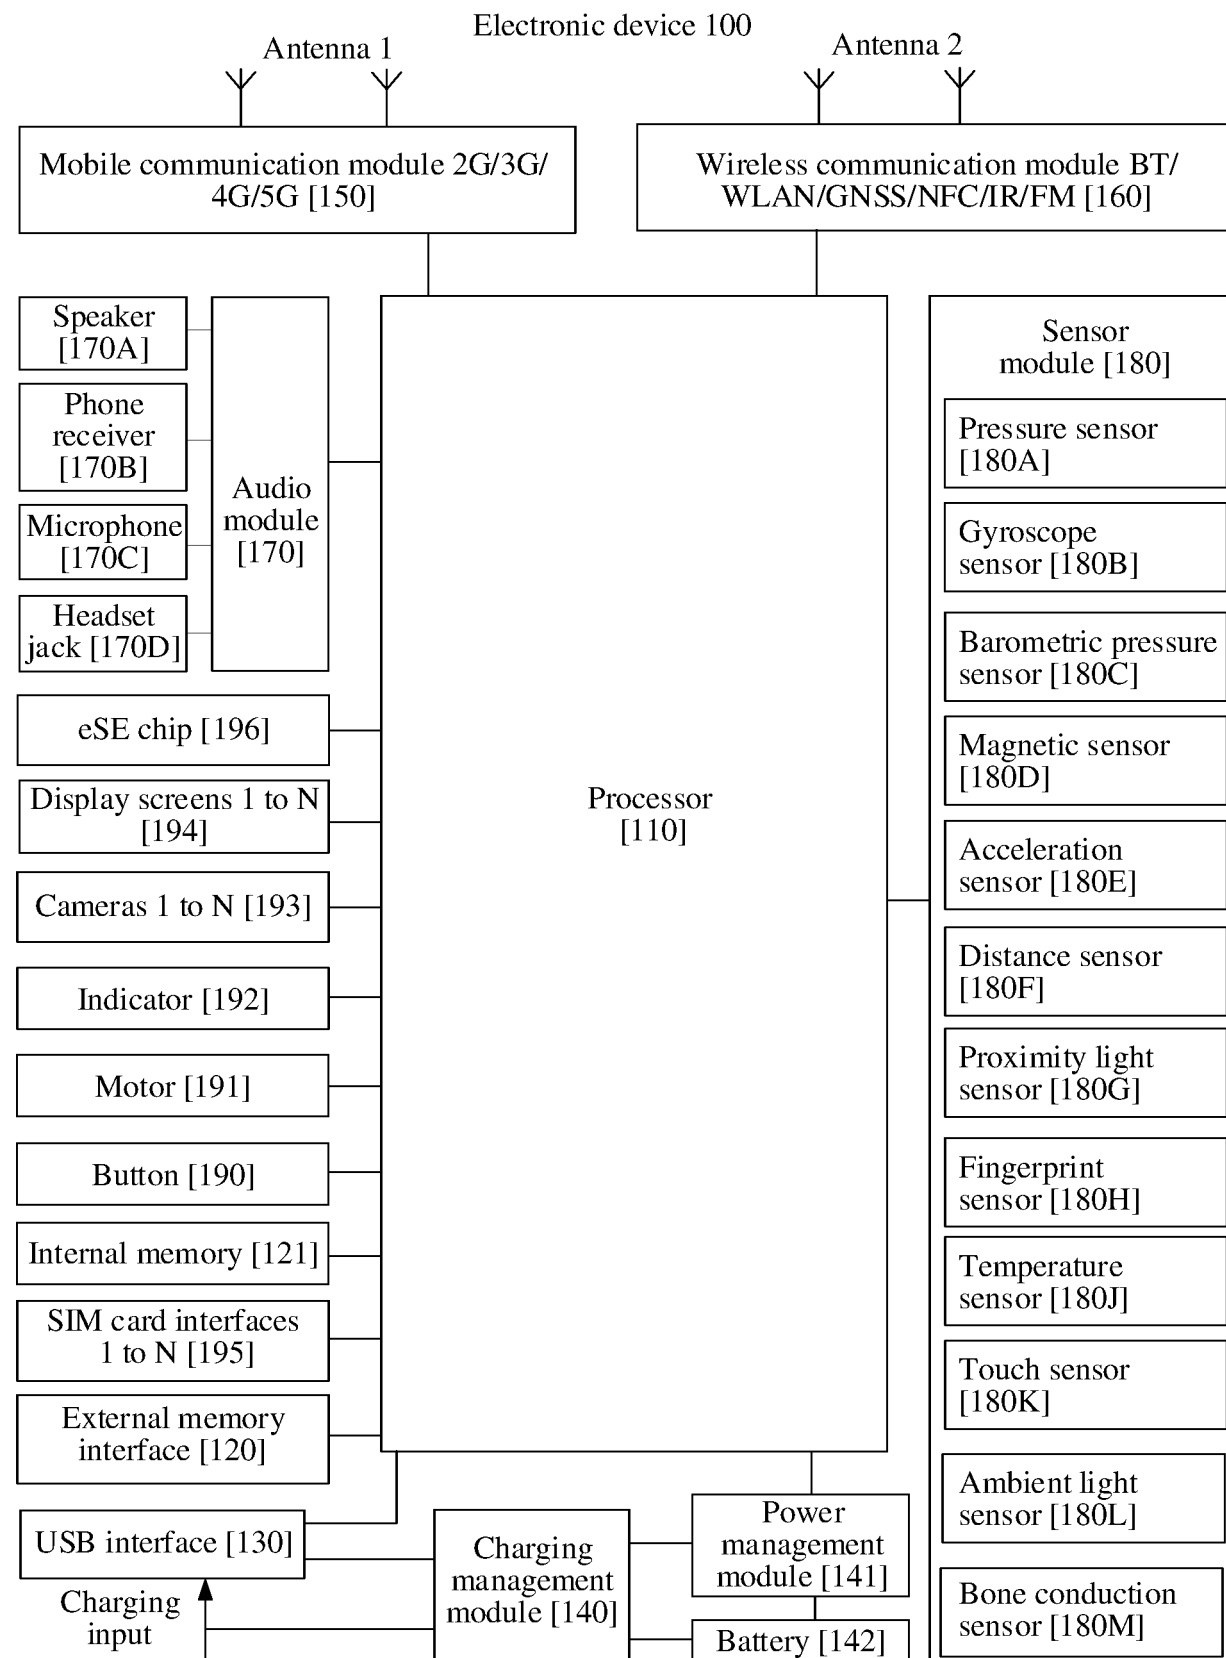 Electronic device 100
Antenna 1
Antenna 2
Mobile communication module 2G/3G/
4G/5G [150]
Wireless communication module BT/
WLAN/GNSS/NFC/IR/FM [160]
Speaker
[170A]
Phone
receiver
[170B]
Microphone
[170C]
Headset
jack [170D]
Audio
module
[170]
eSE chip [196]
Display screens 1 to N
[194]
Cameras 1 to N [193]
Indicator [192]
Motor [191]
Button [190]
Internal memory [121]
SIM card interfaces
1 to N [195]
External memory
interface [120]
USB interface [130]
Charging
input
Processor
[110]
Charging
management
module [140]
Power
management
module [141]
Battery [142]
Sensor
module [180]
Pressure sensor
[180A]
Gyroscope
sensor [180B]
Barometric pressure
sensor [180C]
Magnetic sensor
[180D]
Acceleration
sensor [180E]
Distance sensor
[180F]
Proximity light
sensor [180G]
Fingerprint
sensor [180H]
Temperature
sensor [180J]
Touch sensor
[180K]
Ambient light
sensor [180L]
Bone conduction
sensor [180M]